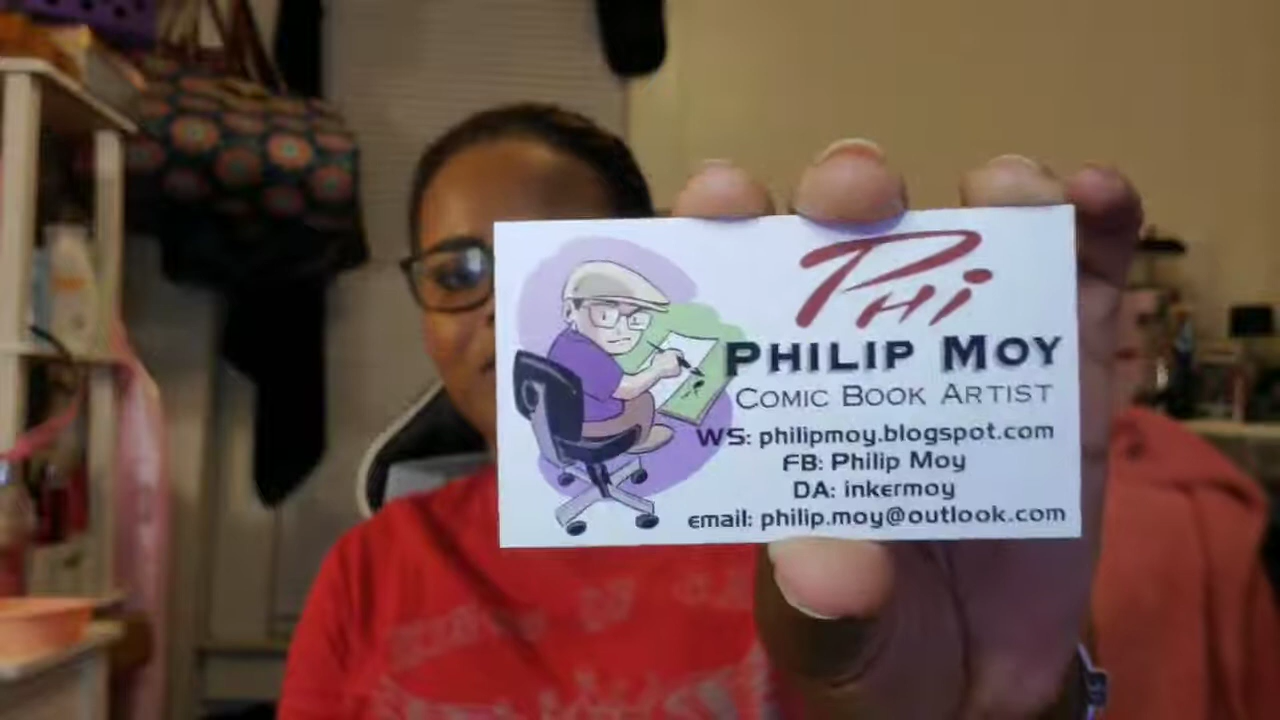 PHI
PHILIP MOY
COMIC BOOK ARTIST
WS: philipmoy.blogspot.com
FB: Philip Moy
DA: inkermoy
email: philip.moy@outlook.com